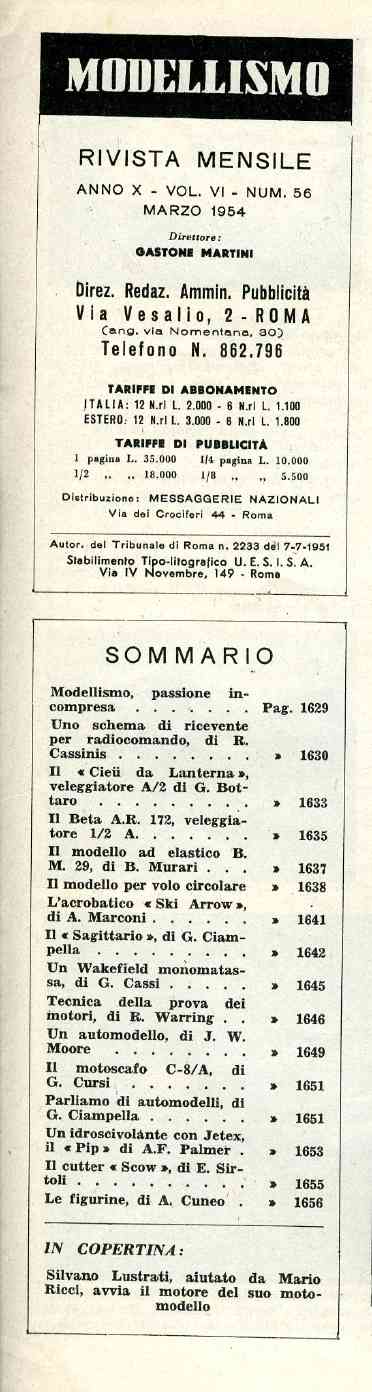 MODELLISMO
RIVISTA MENSILE
ANNO X - VOL. VI - NUM. 56
MARZO 1954
Direttore:
GASTONE MARTINI
Direz. Redaz. Ammin. Pubblicità
Via Vesalio, 2 - ROMA
(ang. via Nomentana, 30)
Telefono N. 862.796
TARIFFE DI ABBONAMENTO
ITALIA: 12 N.ri L. 2.000 - 6 N.ri L. 1.100
ESTERO: 12 N.ri L. 3.000 - 6 N.ri L. 1.800
TARIFFE DI PUBBLICITÀ
1 pagina L. 35.000 1/4 pagina L. 10.000
1/2 „ „ 18.000 1/8 „ „ 5.500
Distribuzione: MESSAGGERIE NAZIONALI
Via dei Crociferi 44 - Roma
Autor. del Tribunale di Roma n. 2233 del 7-7-1951
Stabilimento Tipo-litografico U. E. S. I. S. A.
Via IV Novembre, 149 - Roma
SOMMARIO
Modellismo, passione in-
compresa . . . . . . . Pag. 1629
Uno schema di ricevente
per radiocomando, di R.
Cassinis . . . . . . . . » 1630
Il « Cieü da Lanterna »,
veleggiatore A/2 di G. Bot-
taro . . . . . . . . . » 1633
Il Beta A.R. 172, veleggia-
tore 1/2 A. . . . . . . » 1635
Il modello ad elastico B.
M. 29, di B. Murari . . . » 1637
Il modello per volo circolare » 1638
L'acrobatico « Ski Arrow »,
di A. Marconi . . . . . . » 1641
Il « Sagittario », di G. Ciam-
pella . . . . . . . . . » 1642
Un Wakefield monomatas-
sa, di G. Cassi . . . . . » 1645
Tecnica della prova dei
motori, di R. Warring . . » 1646
Un automodello, di J. W.
Moore . . . . . . . . » 1649
Il motoscafo C-8/A, di
G. Cursi . . . . . . . » 1651
Parliamo di automodelli, di
G. Ciampella . . . . . . » 1651
Un idroscivolante con Jetex,
il « Pip » di A.F. Palmer . » 1653
Il cutter « Scow », di E. Sir-
toli . . . . . . . . . . » 1655
Le figurine, di A. Cuneo . » 1656
IN COPERTINA:
Silvano Lustrati, aiutato da Mario
Ricci, avvia il motore del suo moto-
modello